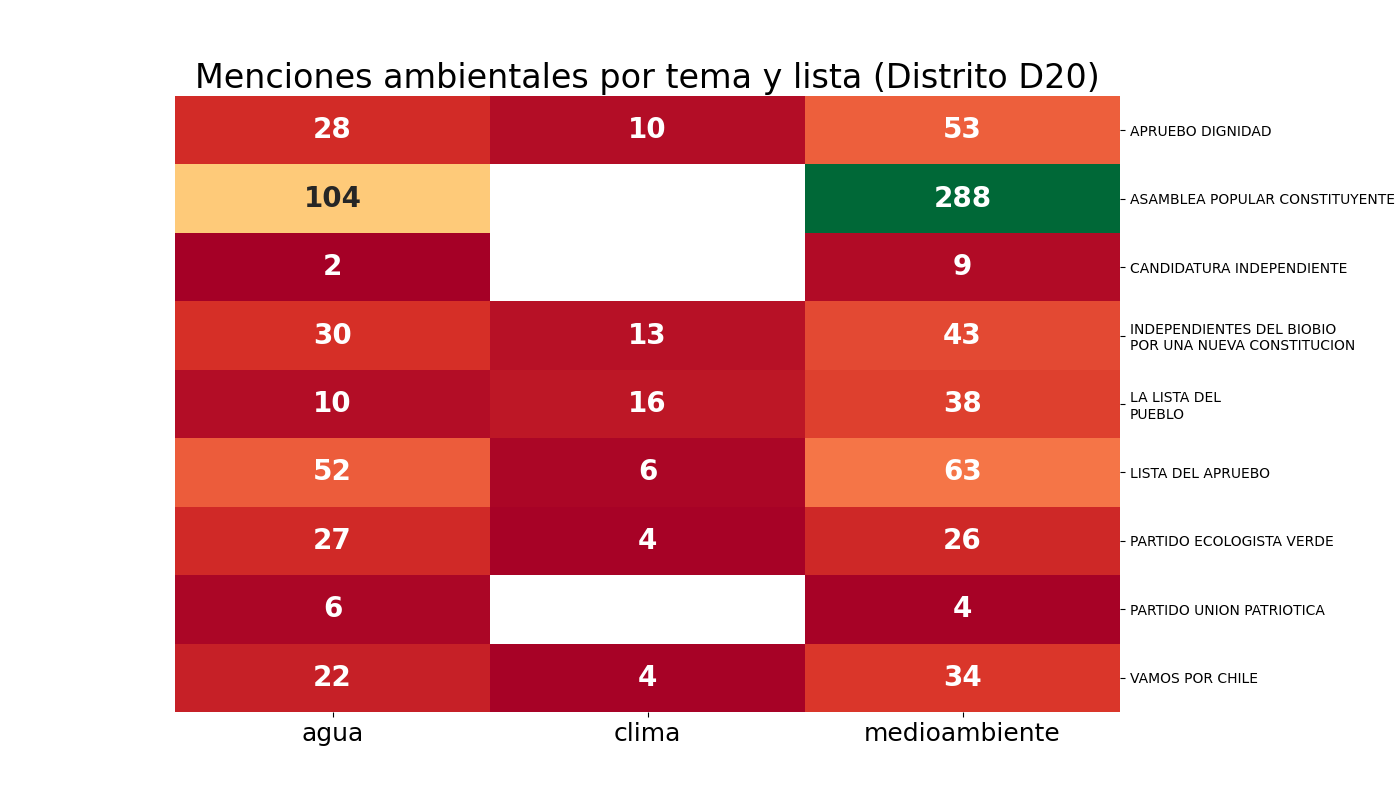 Menciones ambientales por tema y lista (Distrito D20)
28 10 53 APRUEBO DIGNIDAD
104 288 ASAMBLEA POPULAR CONSTITUYENTE
2 9 CANDIDATURA INDEPENDIENTE
30 13 43 INDEPENDIENTES DEL BIOBIO
POR UNA NUEVA CONSTITUCION
10 16 38 LA LISTA DEL
PUEBLO
52 6 63 LISTA DEL APRUEBO
27 4 26 PARTIDO ECOLOGISTA VERDE
6 4 PARTIDO UNION PATRIOTICA
22 4 34 VAMOS POR CHILE
agua clima medioambiente